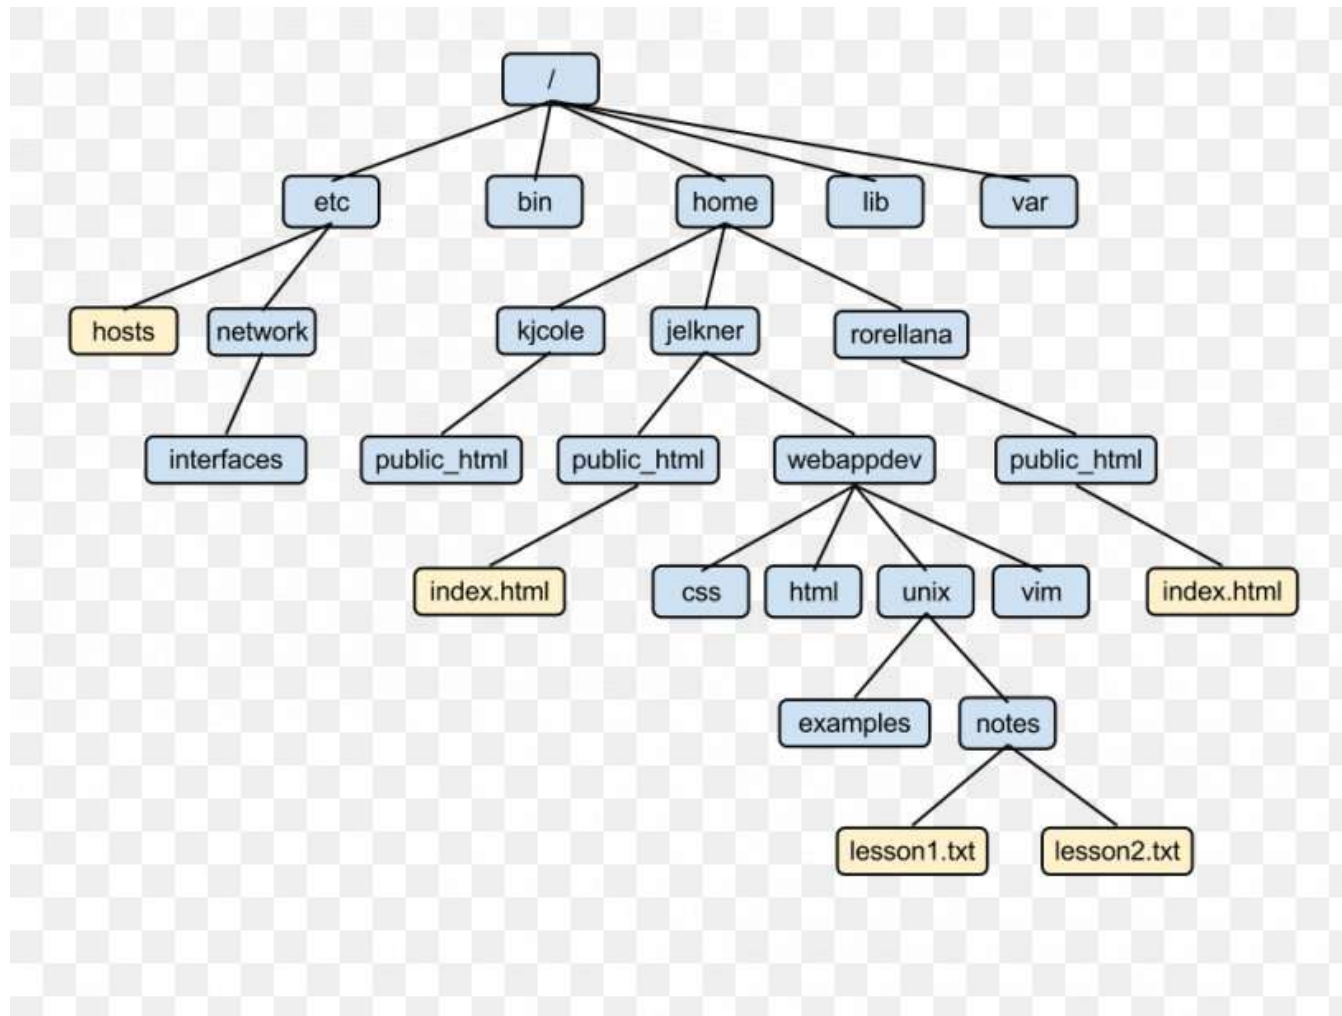 /
etc bin home lib var
hosts network kjcole jelkner rorellana
interfaces public_html public_html webappdev public_html
index.html css html unix vim index.html
examples notes
lesson1.txt lesson2.txt